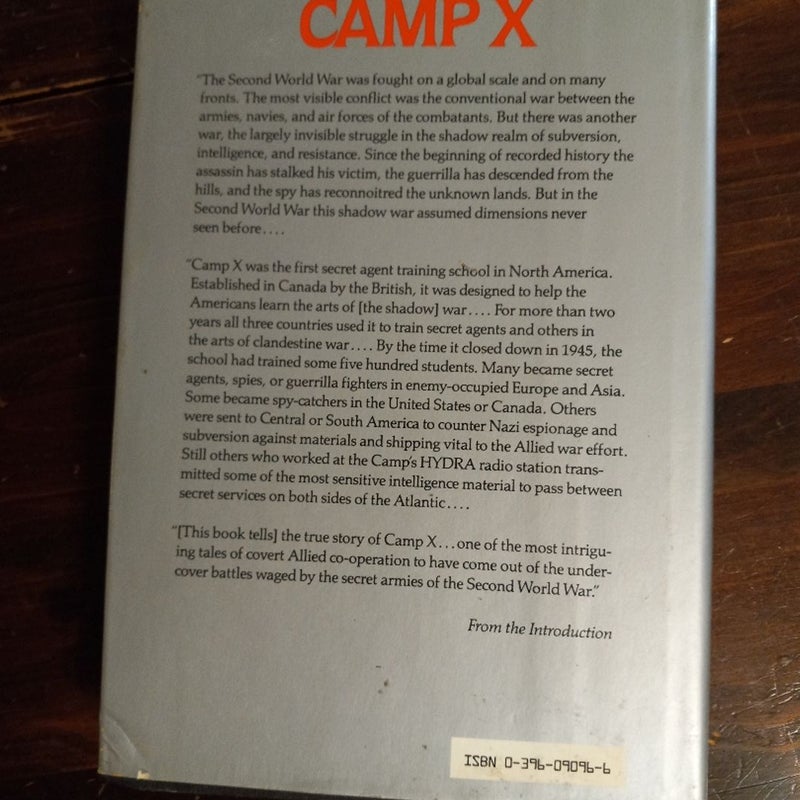 CAMP X
"The Second World War was fought on a global scale and on many
fronts. The most visible conflict was the conventional war between the
armies, navies, and air forces of the combatants. But there was another
war, the largely invisible struggle in the shadow realm of subversion,
intelligence, and resistance. Since the beginning of recorded history the
assassin has stalked his victim, the guerrilla has descended from the
hills, and the spy has reconnoitred the unknown lands. But in the
Second World War this shadow war assumed dimensions never
seen before....
"Camp X was the first secret agent training school in North America.
Established in Canada by the British, it was designed to help the
Americans learn the arts of [the shadow] war.... For more than two
years all three countries used it to train secret agents and others in
the arts of clandestine war.... By the time it closed down in 1945, the
school had trained some five hundred students. Many became secret
agents, spies, or guerrilla fighters in enemy-occupied Europe and Asia.
Some became spy-catchers in the United States or Canada. Others
were sent to Central or South America to counter Nazi espionage and
subversion against materials and shipping vital to the Allied war effort.
Still others who worked at the Camp's HYDRA radio station trans-
mitted some of the most sensitive intelligence material to pass between
secret services on both sides of the Atlantic....
"[This book tells] the true story of Camp X...one of the most intrigu-
ing tales of covert Allied co-operation to have come out of the under-
cover battles waged by the secret armies of the Second World War."
From the Introduction
ISBN 0-396-09096-6